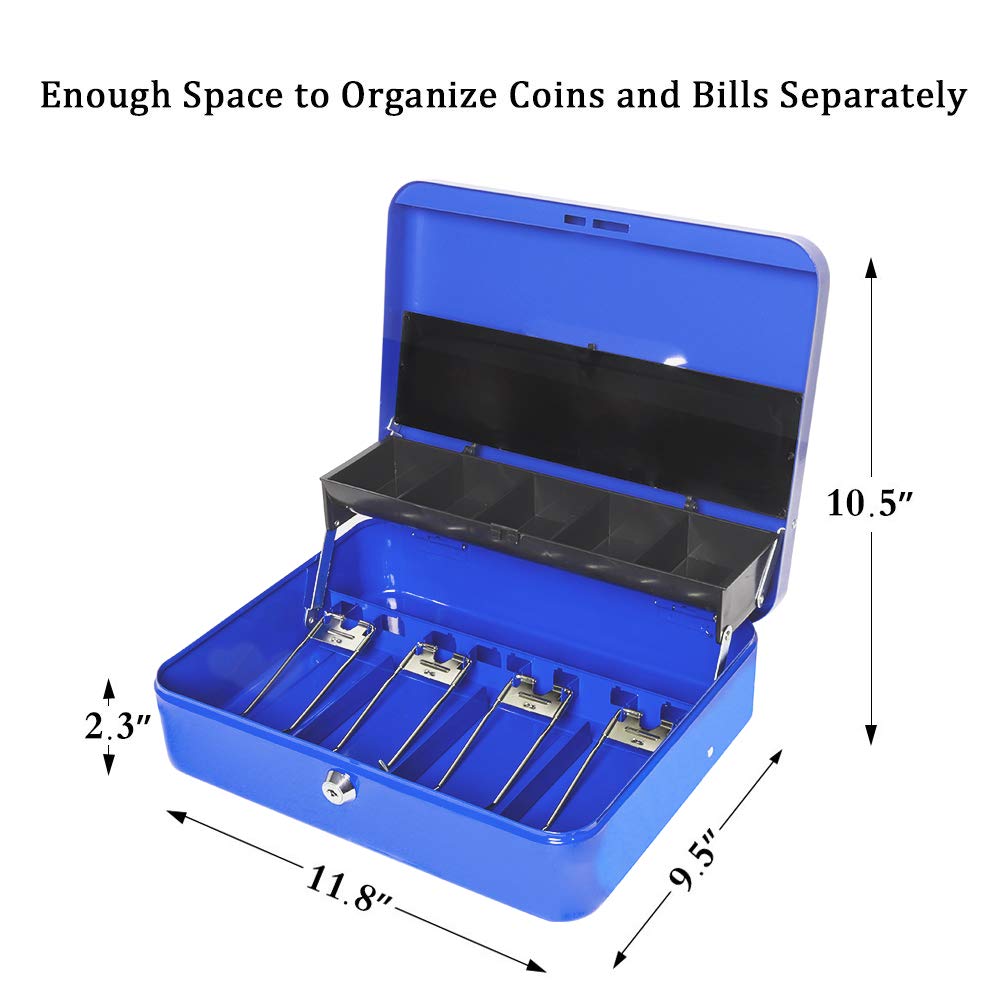 Enough Space to Organize Coins and Bills Separately
10.5"
2.3"
11.8"
9.5"